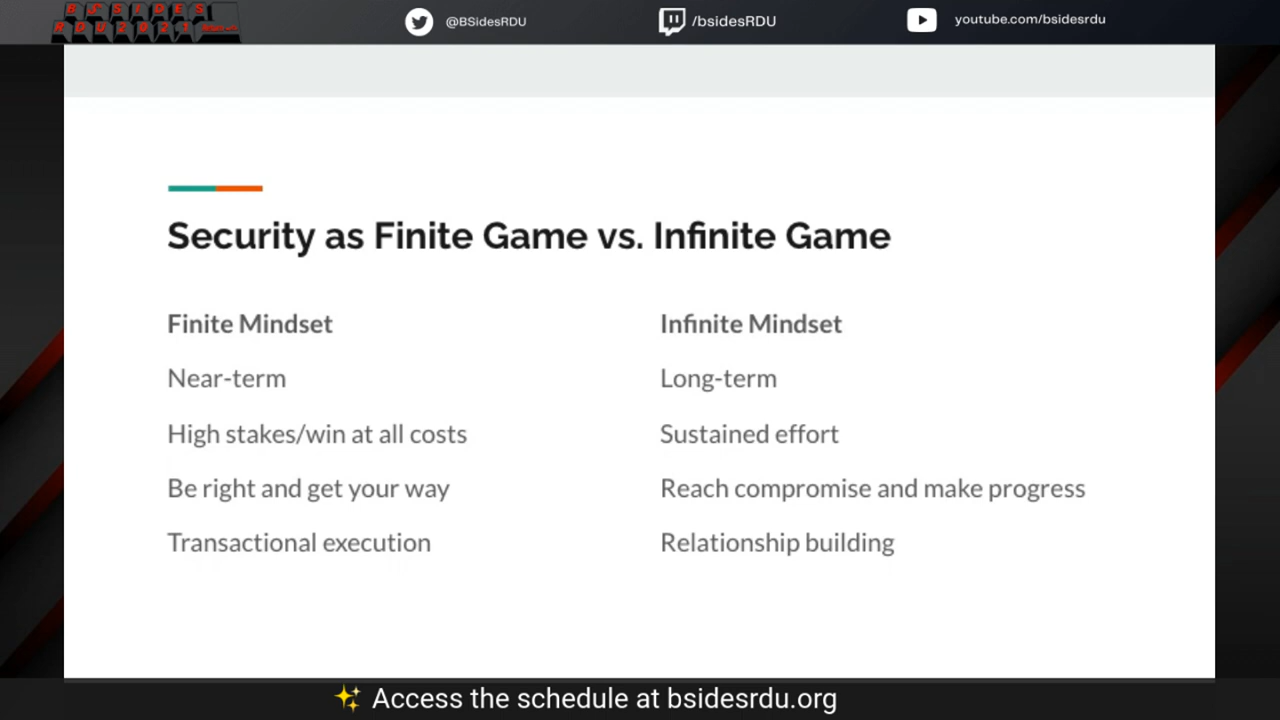 BSIDES
RDU2021
@BSidesRDU
/bsidesRDU
youtube.com/bsidesrdu
Security as Finite Game vs. Infinite Game
Finite Mindset
Infinite Mindset
Near-term
Long-term
High stakes/win at all costs
Sustained effort
Be right and get your way
Reach compromise and make progress
Transactional execution
Relationship building
✨ Access the schedule at bsidesrdu.org